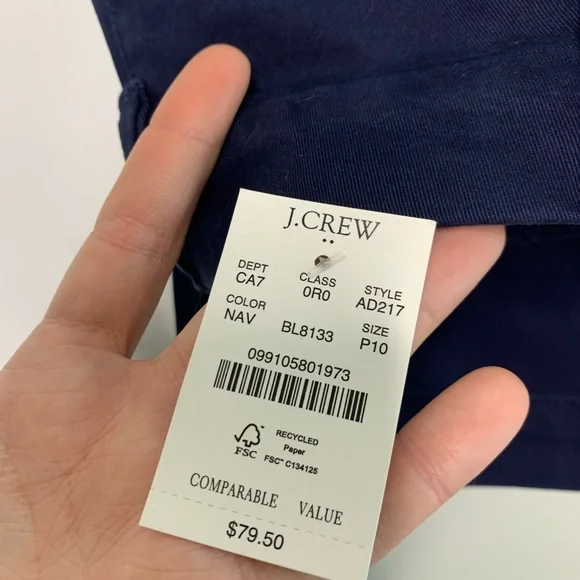 J.CREW
DEPT CLASS STYLE
CA7 0R0 AD217
COLOR SIZE
NAV BL8133 P10
099105801973
RECYCLED
Paper
FSC FSC™ C134125
COMPARABLE VALUE
$79.50